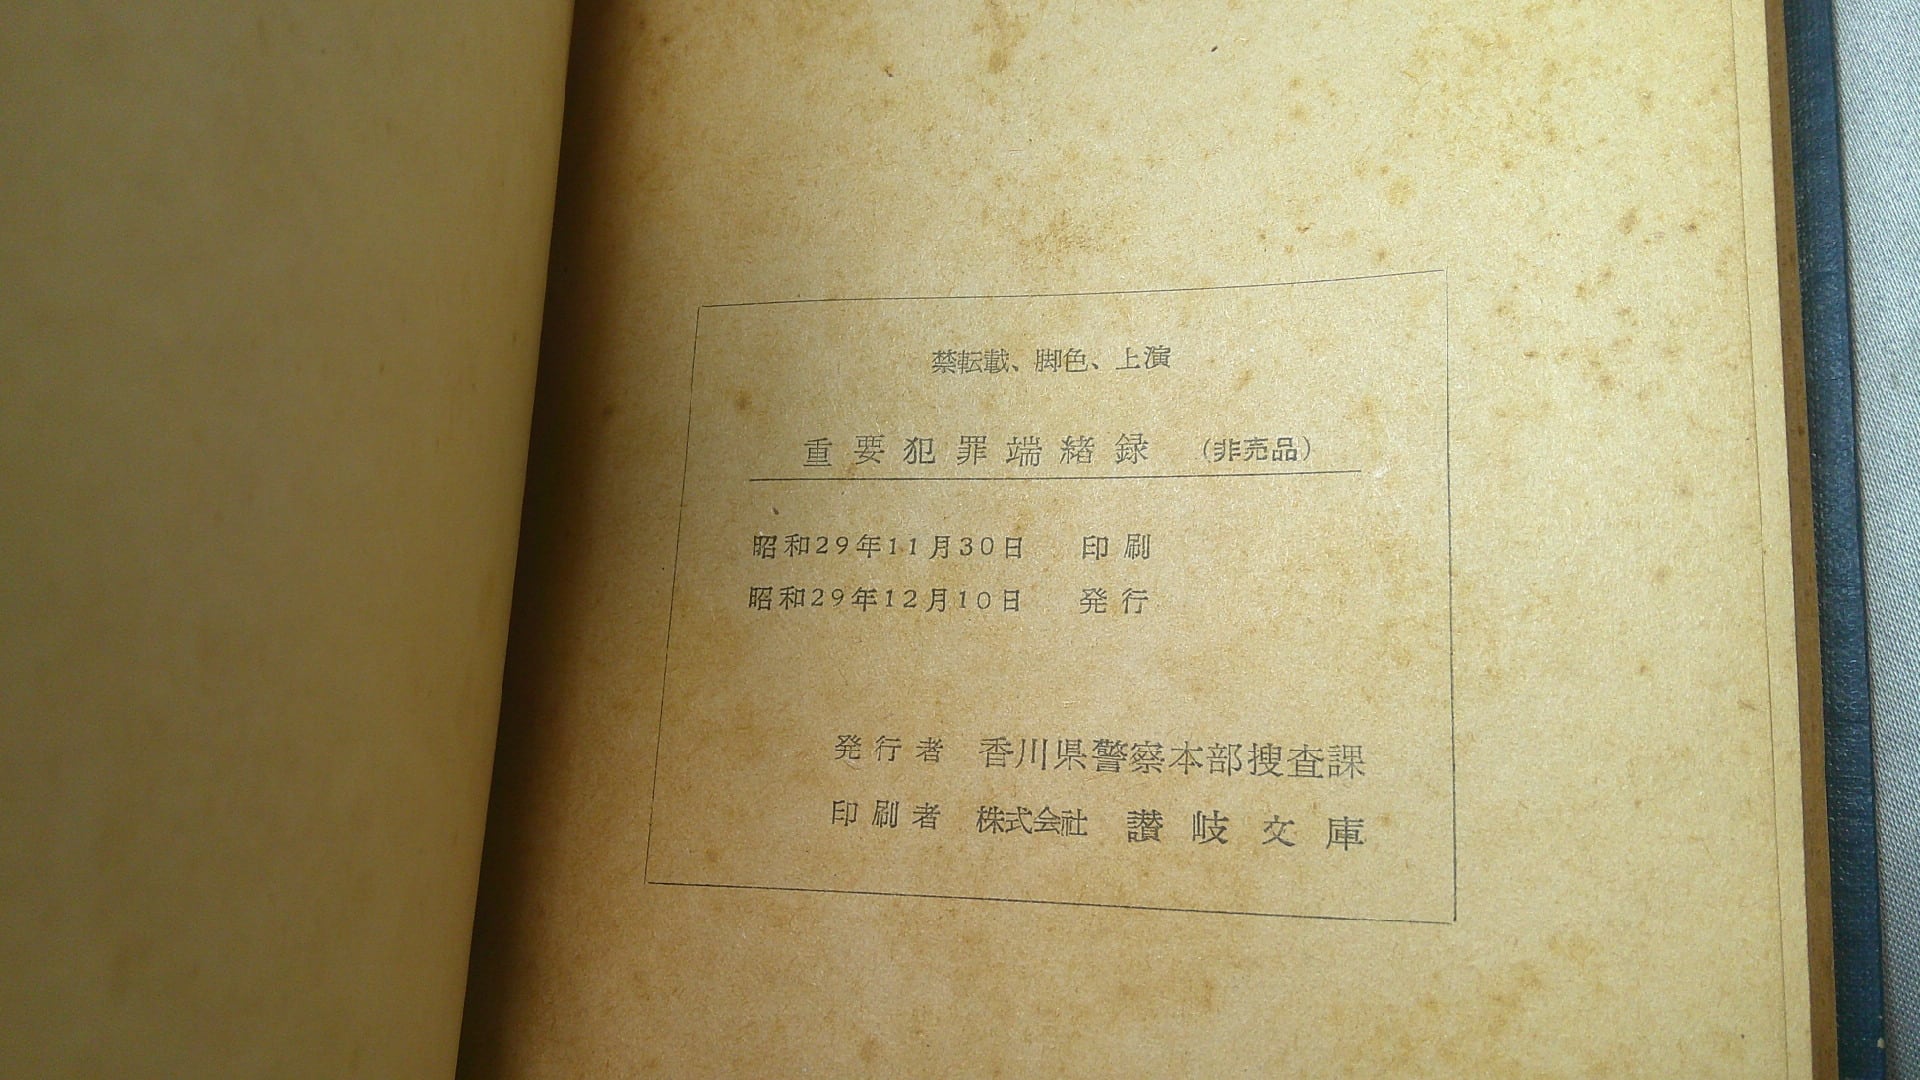 禁転載、脚色、上演
重要犯罪端緒録 (非売品)
昭和29年11月30日 印刷
昭和29年12月10日 発行
発行者 香川県警察本部捜査課
印刷者 株式会社 讃岐文庫